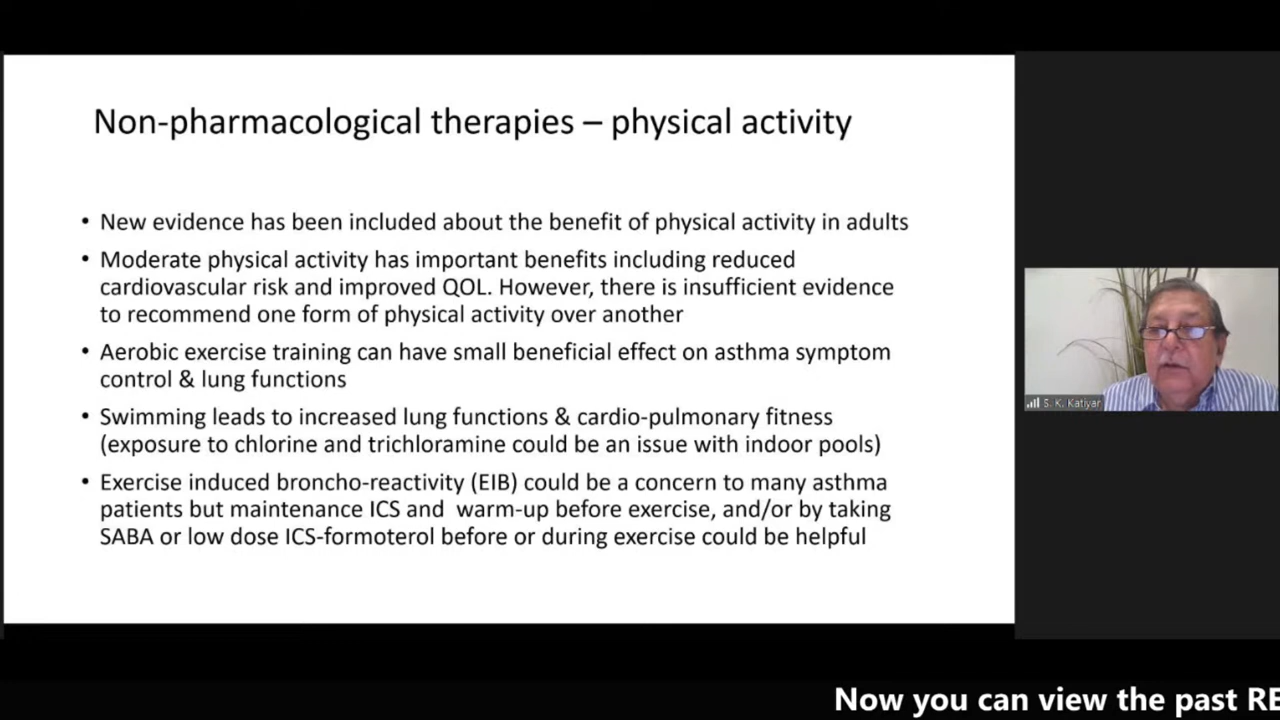 Non-pharmacological therapies – physical activity
• New evidence has been included about the benefit of physical activity in adults
• Moderate physical activity has important benefits including reduced
cardiovascular risk and improved QOL. However, there is insufficient evidence
to recommend one form of physical activity over another
• Aerobic exercise training can have small beneficial effect on asthma symptom
control & lung functions
• Swimming leads to increased lung functions & cardio-pulmonary fitness
(exposure to chlorine and trichloramine could be an issue with indoor pools)
• Exercise induced broncho-reactivity (EIB) could be a concern to many asthma
patients but maintenance ICS and warm-up before exercise, and/or by taking
SABA or low dose ICS-formoterol before or during exercise could be helpful
S. K. Katiyar
Now you can view the past RE